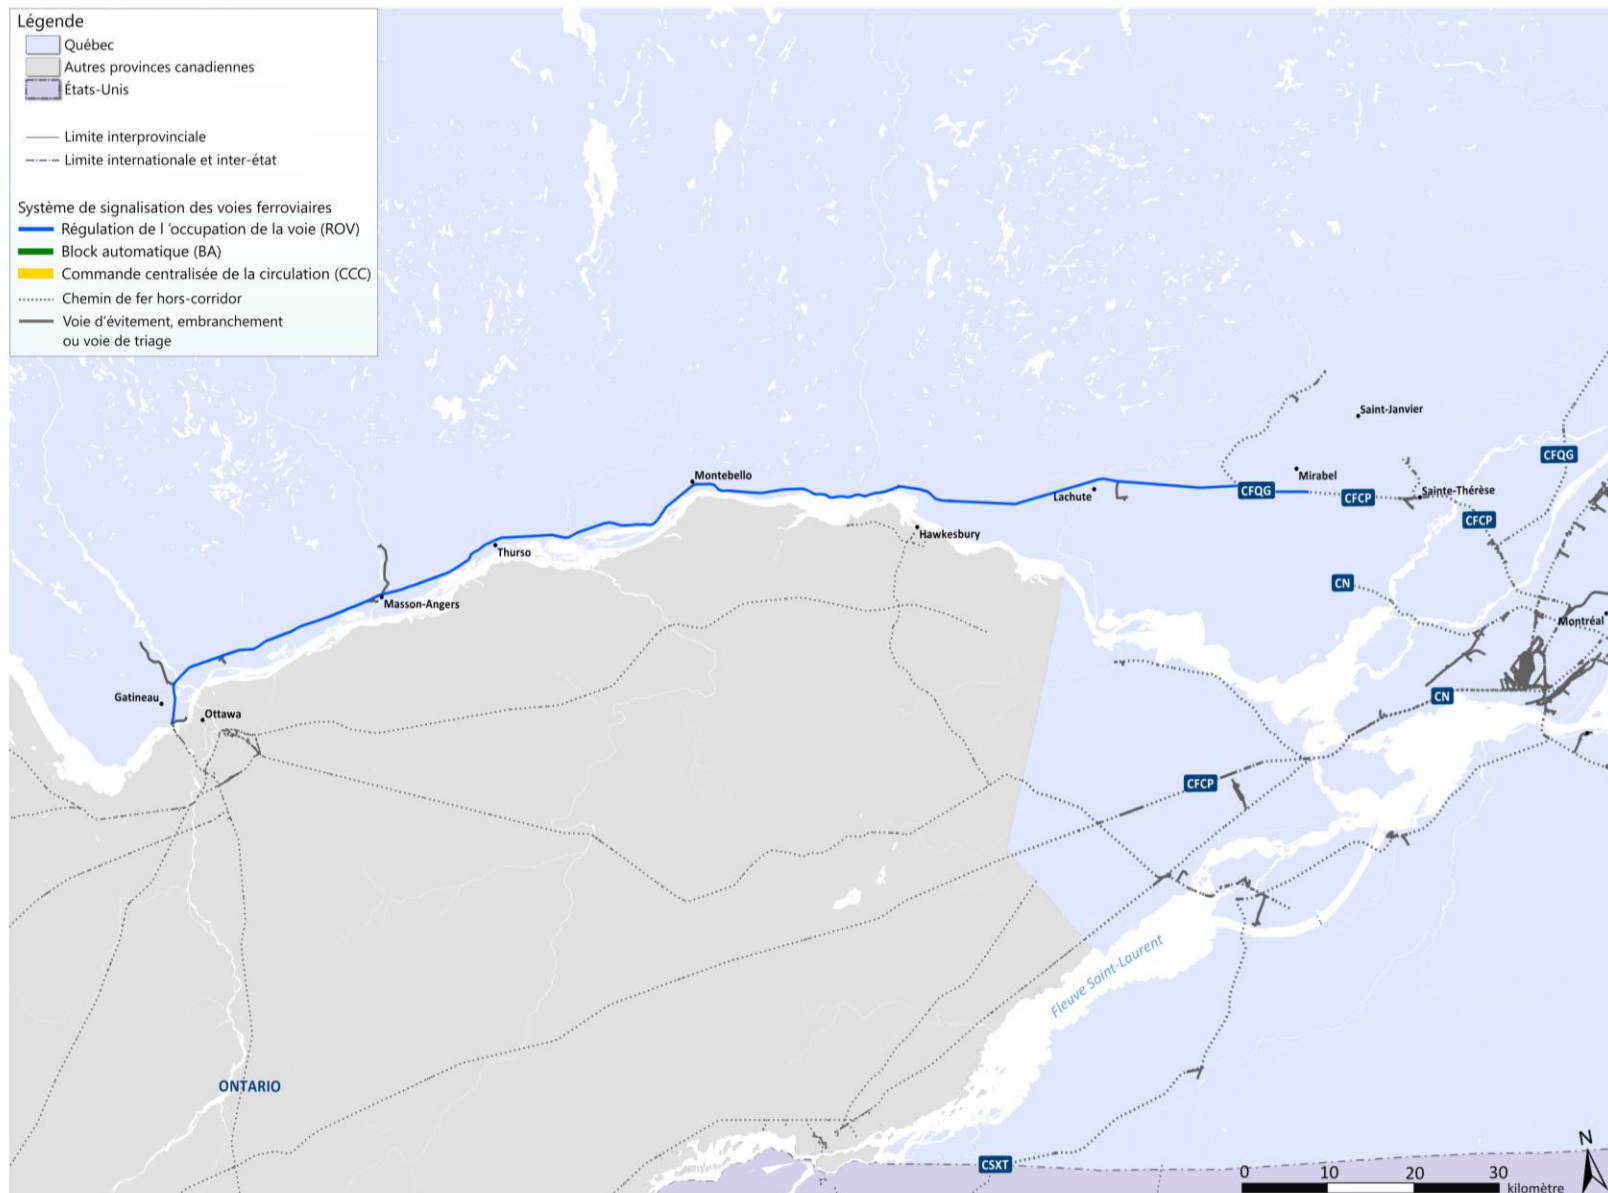 Légende
Québec
Autres provinces canadiennes
États-Unis
Limite interprovinciale
Limite internationale et inter-état
Système de signalisation des voies ferroviaires
Régulation de l 'occupation de la voie (ROV)
Block automatique (BA)
Commande centralisée de la circulation (CCC)
Chemin de fer hors-corridor
Voie d'évitement, embranchement
ou voie de triage
Saint-Janvier
CFQG
Mirabel
Montebello
CFQG
CFCP
Sainte-Thérèse
Lachute
CFCP
Hawkesbury
Thurso
CN
Masson-Angers
Montréal
Gatineau
CN
Ottawa
CFCP
Fleuve Saint-Laurent
ONTARIO
CSXT
N
0 10 20 30
kilomètre